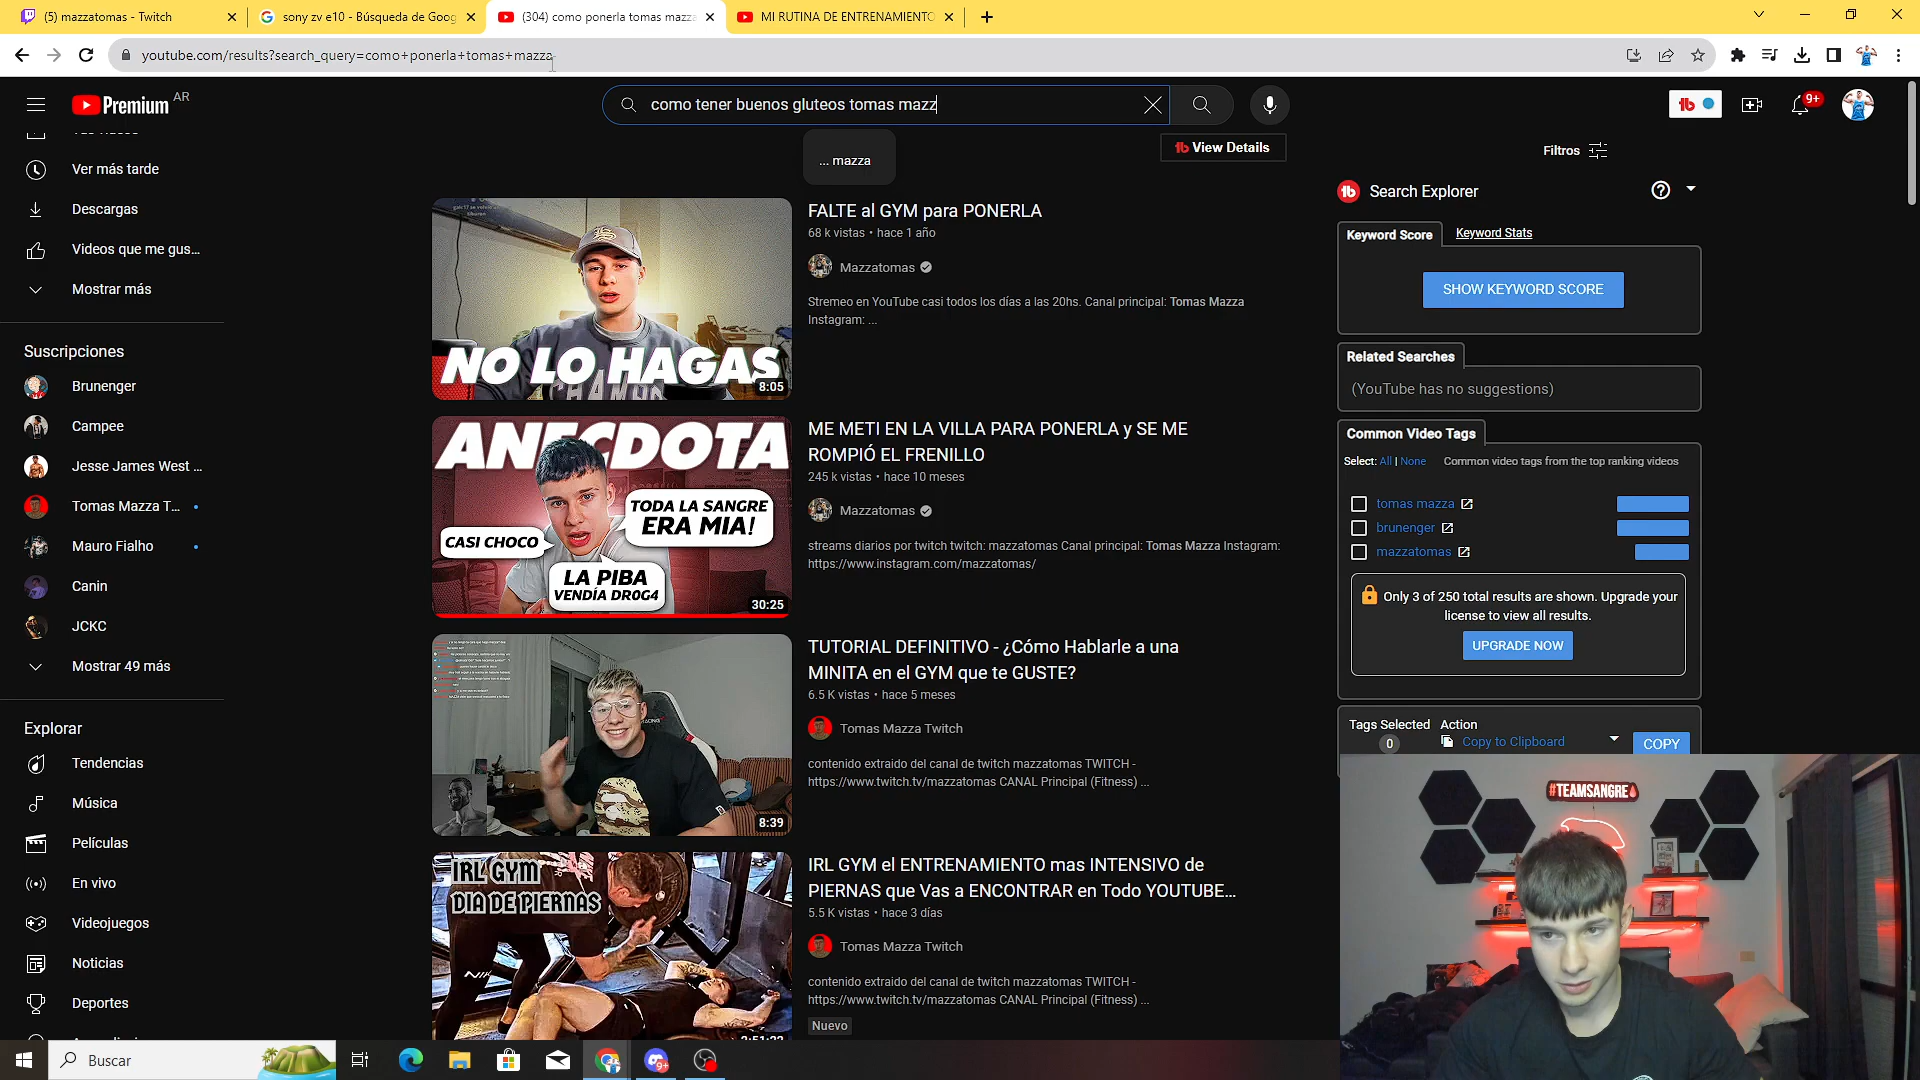 (5) mazzatomas - Twitch
sony zv e10 - Búsqueda de Goog
(304) como ponerla tomas mazza
MI RUTINA DE ENTRENAMIENTO
youtube.com/results?search_query=como+ponerla+tomas+mazza
Premium AR
como tener buenos gluteos tomas mazz
9+
... mazza
View Details
Filtros
Ver más tarde
Descargas
Videos que me gus...
Mostrar más
Suscripciones
Brunenger
Campee
Jesse James West ...
Tomas Mazza T...
Mauro Fialho
Canin
JCKC
Mostrar 49 más
Explorar
Tendencias
Música
Películas
En vivo
Videojuegos
Noticias
Deportes
NO LO HAGAS
8:05
FALTE al GYM para PONERLA
68 k vistas • hace 1 año
Mazzatomas
Stremeo en YouTube casi todos los días a las 20hs. Canal principal: Tomas Mazza
Instagram: ...
ANECDOTA
TODA LA SANGRE
ERA MIA!
CASI CHOCO
LA PIBA
VENDÍA DR0G4
30:25
ME METI EN LA VILLA PARA PONERLA y SE ME
ROMPIÓ EL FRENILLO
245 k vistas • hace 10 meses
Mazzatomas
streams diarios por twitch twitch: mazzatomas Canal principal: Tomas Mazza Instagram:
https://www.instagram.com/mazzatomas/
8:39
TUTORIAL DEFINITIVO - ¿Cómo Hablarle a una
MINITA en el GYM que te GUSTE?
6.5 K vistas • hace 5 meses
Tomas Mazza Twitch
contenido extraido del canal de twitch mazzatomas TWITCH -
https://www.twitch.tv/mazzatomas CANAL Principal (Fitness) ...
IRL GYM
DIA DE PIERNAS
IRL GYM el ENTRENAMIENTO mas INTENSIVO de
PIERNAS que Vas a ENCONTRAR en Todo YOUTUBE...
5.5 K vistas • hace 3 días
Tomas Mazza Twitch
contenido extraido del canal de twitch mazzatomas TWITCH -
https://www.twitch.tv/mazzatomas CANAL Principal (Fitness) ...
Nuevo
Search Explorer
Keyword Score
Keyword Stats
SHOW KEYWORD SCORE
Related Searches
(YouTube has no suggestions)
Common Video Tags
Select: All | None Common video tags from the top ranking videos
tomas mazza
brunenger
mazzatomas
Only 3 of 250 total results are shown. Upgrade your
license to view all results.
UPGRADE NOW
Tags Selected Action
0 Copy to Clipboard COPY
#TEAMSANGRE
Buscar
9+